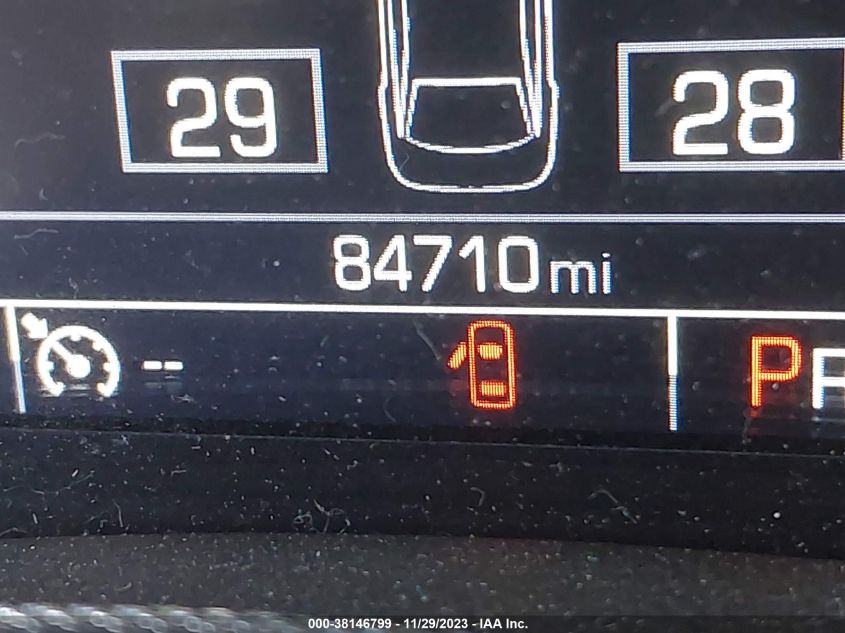 29 28
84710 mi
-- P R
000-38146799 - 11/29/2023 - IAA Inc.